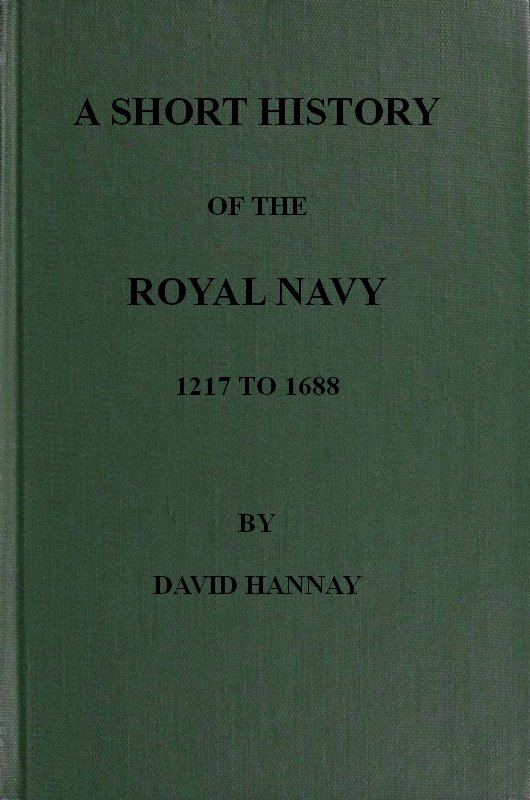 A SHORT HISTORY
OF THE
ROYAL NAVY
1217 TO 1688
BY
DAVID HANNAY